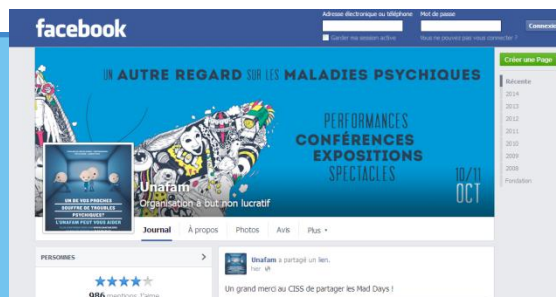 facebook
Adresse électronique ou téléphone
Mot de passe
Connexion
Garder ma session active
Vous ne pouvez pas vous connecter ?
UN AUTRE REGARD SUR LES MALADIES PSYCHIQUES
PERFORMANCES
CONFÉRENCES
EXPOSITIONS
SPECTACLES
10/11
OCT
UN DE VOS PROCHES
SOUFFRE DE TROUBLES
PSYCHIQUES?
L'UNAFAM PEUT VOUS AIDER
Unafam
Organisation à but non lucratif
Journal
À propos
Photos
Avis
Plus
Créer une Page
Récente
2014
2013
2012
2011
2010
2009
Fondation
PERSONNES
986 mentions J'aime
Unafam a partagé un lien.
hier
Un grand merci au CISS de partager les Mad Days !